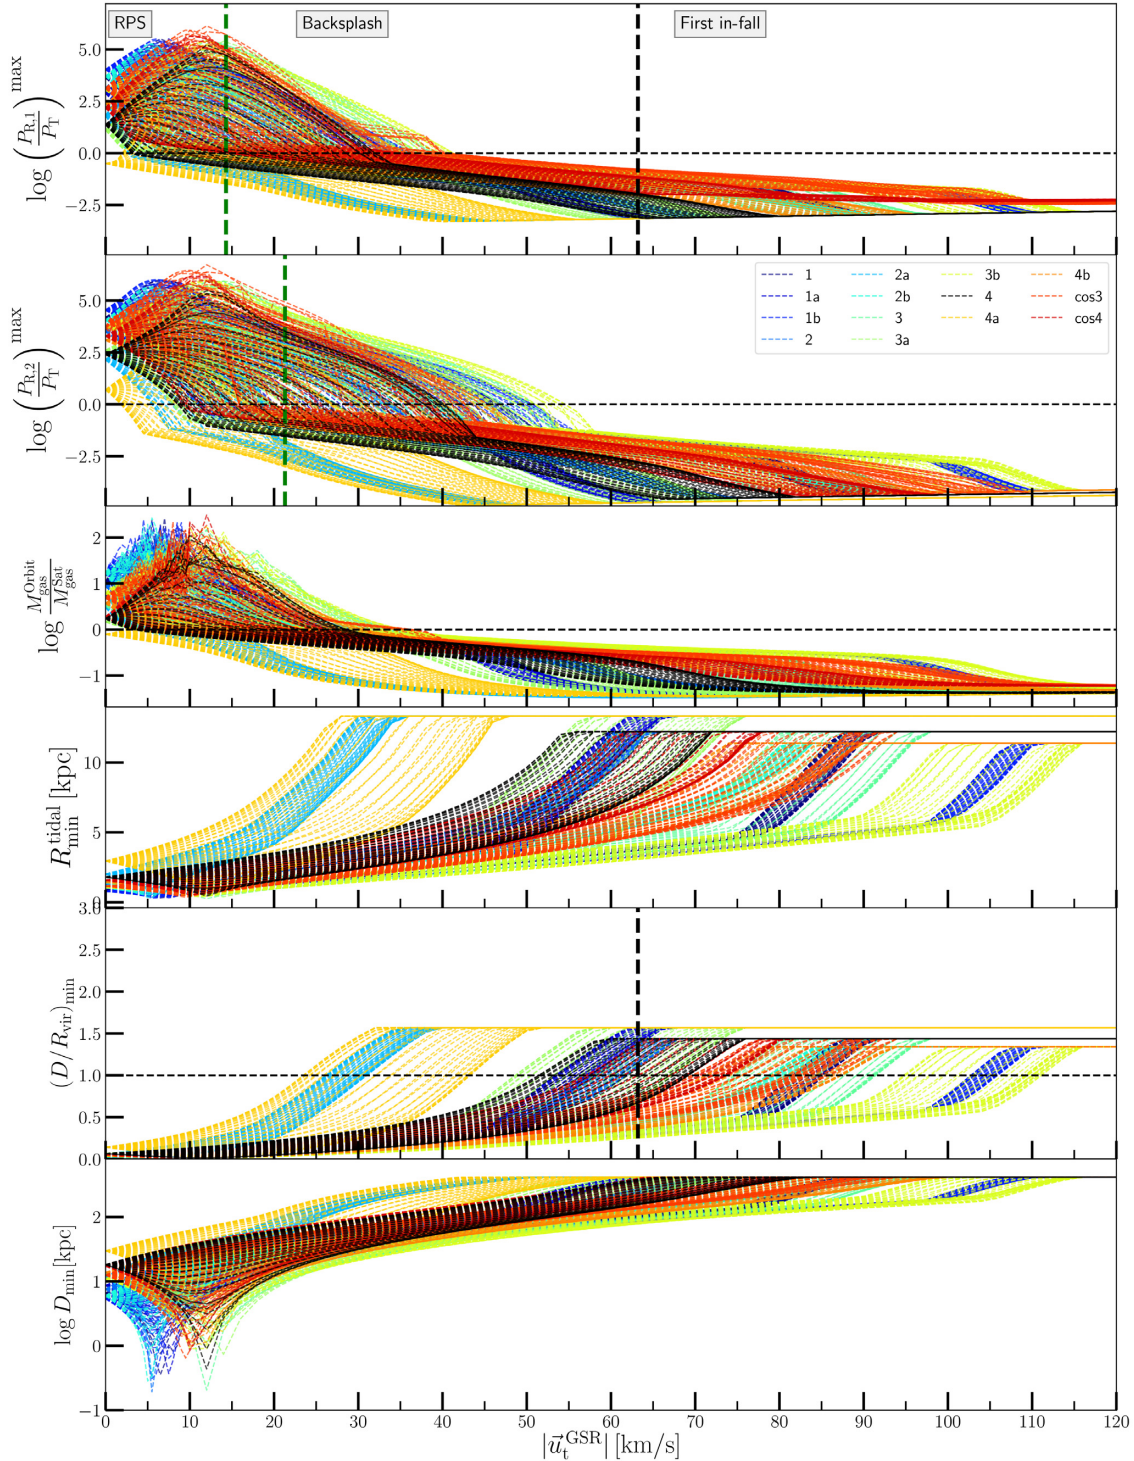 RPS
Backsplash
First in-fall
log (P_R,1 / P_T)^max
5.0
2.5
0.0
−2.5
log (P_R,2 / P_T)^max
5.0
2.5
0.0
−2.5
1
1a
1b
2
2a
2b
3
3a
3b
4
4a
4b
cos3
cos4
log M_gas^Orbit / M_gas^Sat
2
1
0
−1
R_min^tidal [kpc]
10
5
0
(D/R_vir)_min
3.0
2.5
2.0
1.5
1.0
0.5
0.0
log D_min[kpc]
2
1
0
−1
0 10 20 30 40 50 60 70 80 90 100 110 120
|u⃗_t^GSR| [km/s]